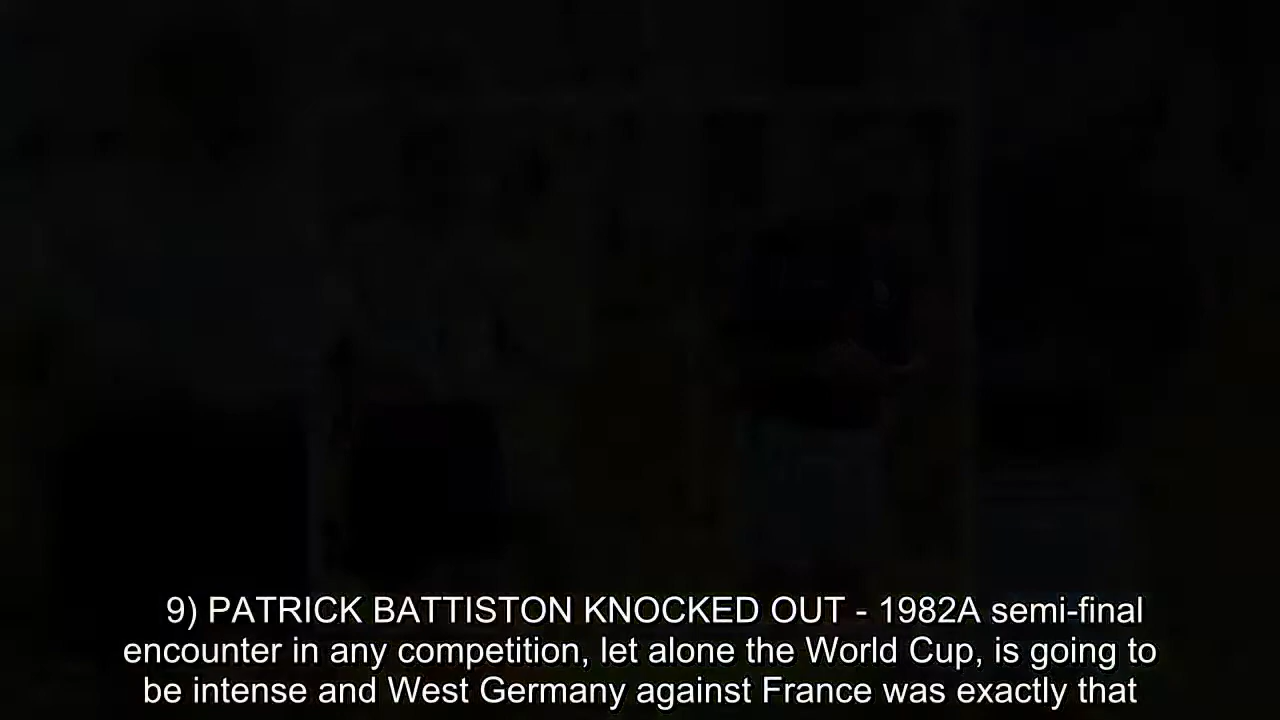 9) PATRICK BATTISTON KNOCKED OUT - 1982A semi-final
encounter in any competition, let alone the World Cup, is going to
be intense and West Germany against France was exactly that